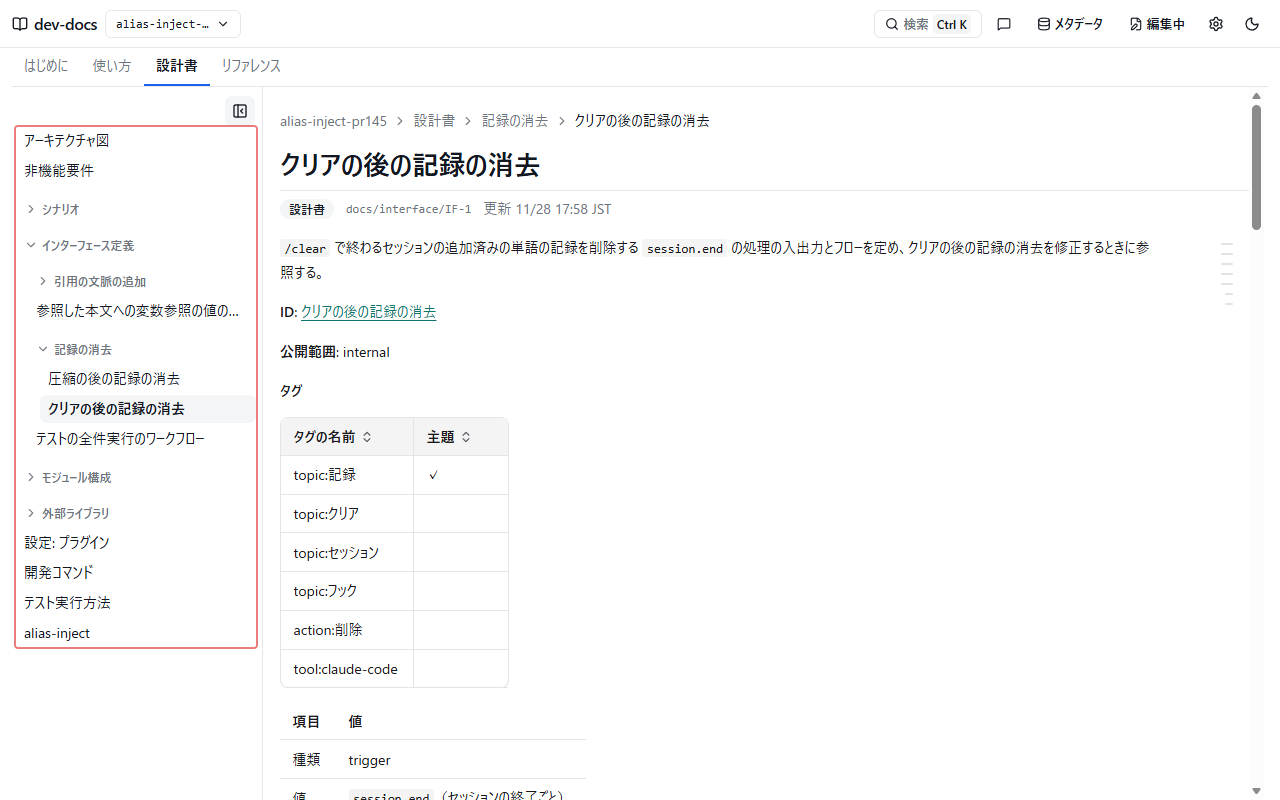 dev-docs
alias-inject-…
検索 Ctrl K
メタデータ
編集中
はじめに
使い方
設計書
リファレンス
アーキテクチャ図
非機能要件
シナリオ
インターフェース定義
引用の文脈の追加
参照した本文への変数参照の値の...
記録の消去
圧縮の後の記録の消去
クリアの後の記録の消去
テストの全件実行のワークフロー
モジュール構成
外部ライブラリ
設定: プラグイン
開発コマンド
テスト実行方法
alias-inject
alias-inject-pr145 > 設計書 > 記録の消去 > クリアの後の記録の消去
クリアの後の記録の消去
設計書 docs/interface/IF-1 更新 11/28 17:58 JST
/clear で終わるセッションの追加済みの単語の記録を削除する session.end の処理の入出力とフローを定め、クリアの後の記録の消去を修正するときに参
照する。
ID: クリアの後の記録の消去
公開範囲: internal
タグ
タグの名前 主題
topic:記録 ✓
topic:クリア
topic:セッション
topic:フック
action:削除
tool:claude-code
項目 値
種類 trigger
値 session.end (セッションの終了ごと)